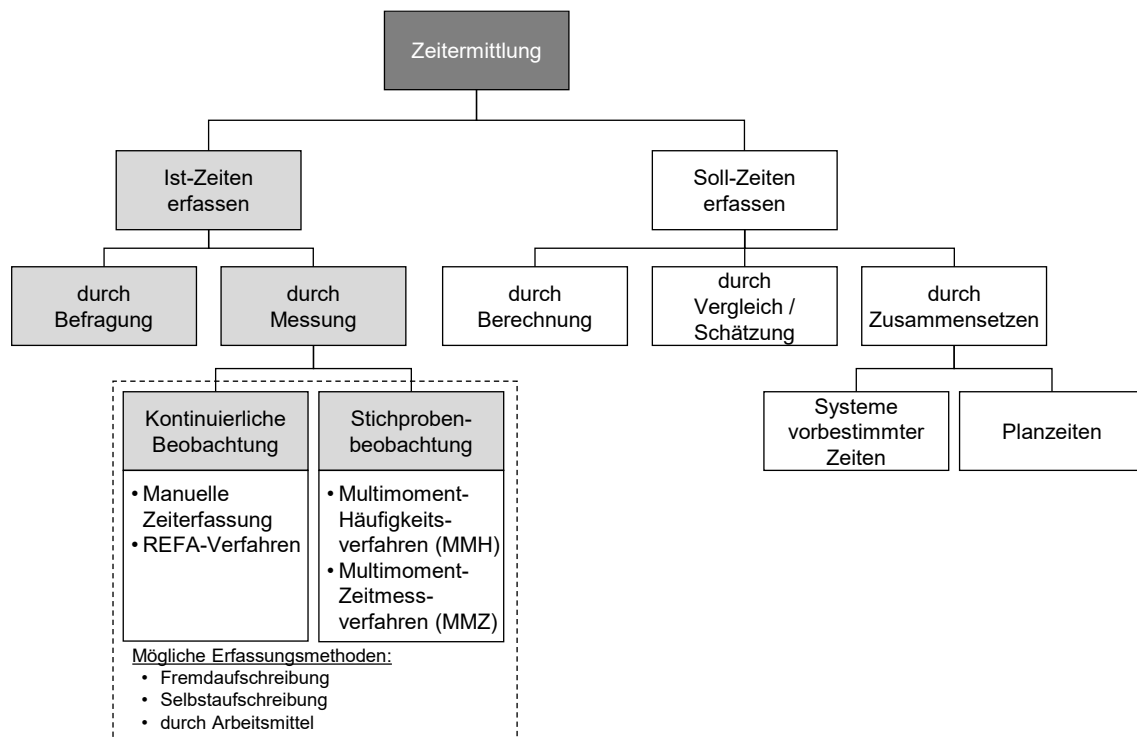 Zeitermittlung
Ist-Zeiten
erfassen
Soll-Zeiten
erfassen
durch
Befragung
durch
Messung
durch
Berechnung
durch
Vergleich /
Schätzung
durch
Zusammensetzen
Kontinuierliche
Beobachtung
Stichproben-
beobachtung
Systeme
vorbestimmter
Zeiten
Planzeiten
• Manuelle
Zeiterfassung
• REFA-Verfahren
• Multimoment-
Häufigkeits-
verfahren (MMH)
• Multimoment-
Zeitmess-
verfahren (MMZ)
Mögliche Erfassungsmethoden:
• Fremdaufschreibung
• Selbstaufschreibung
• durch Arbeitsmittel